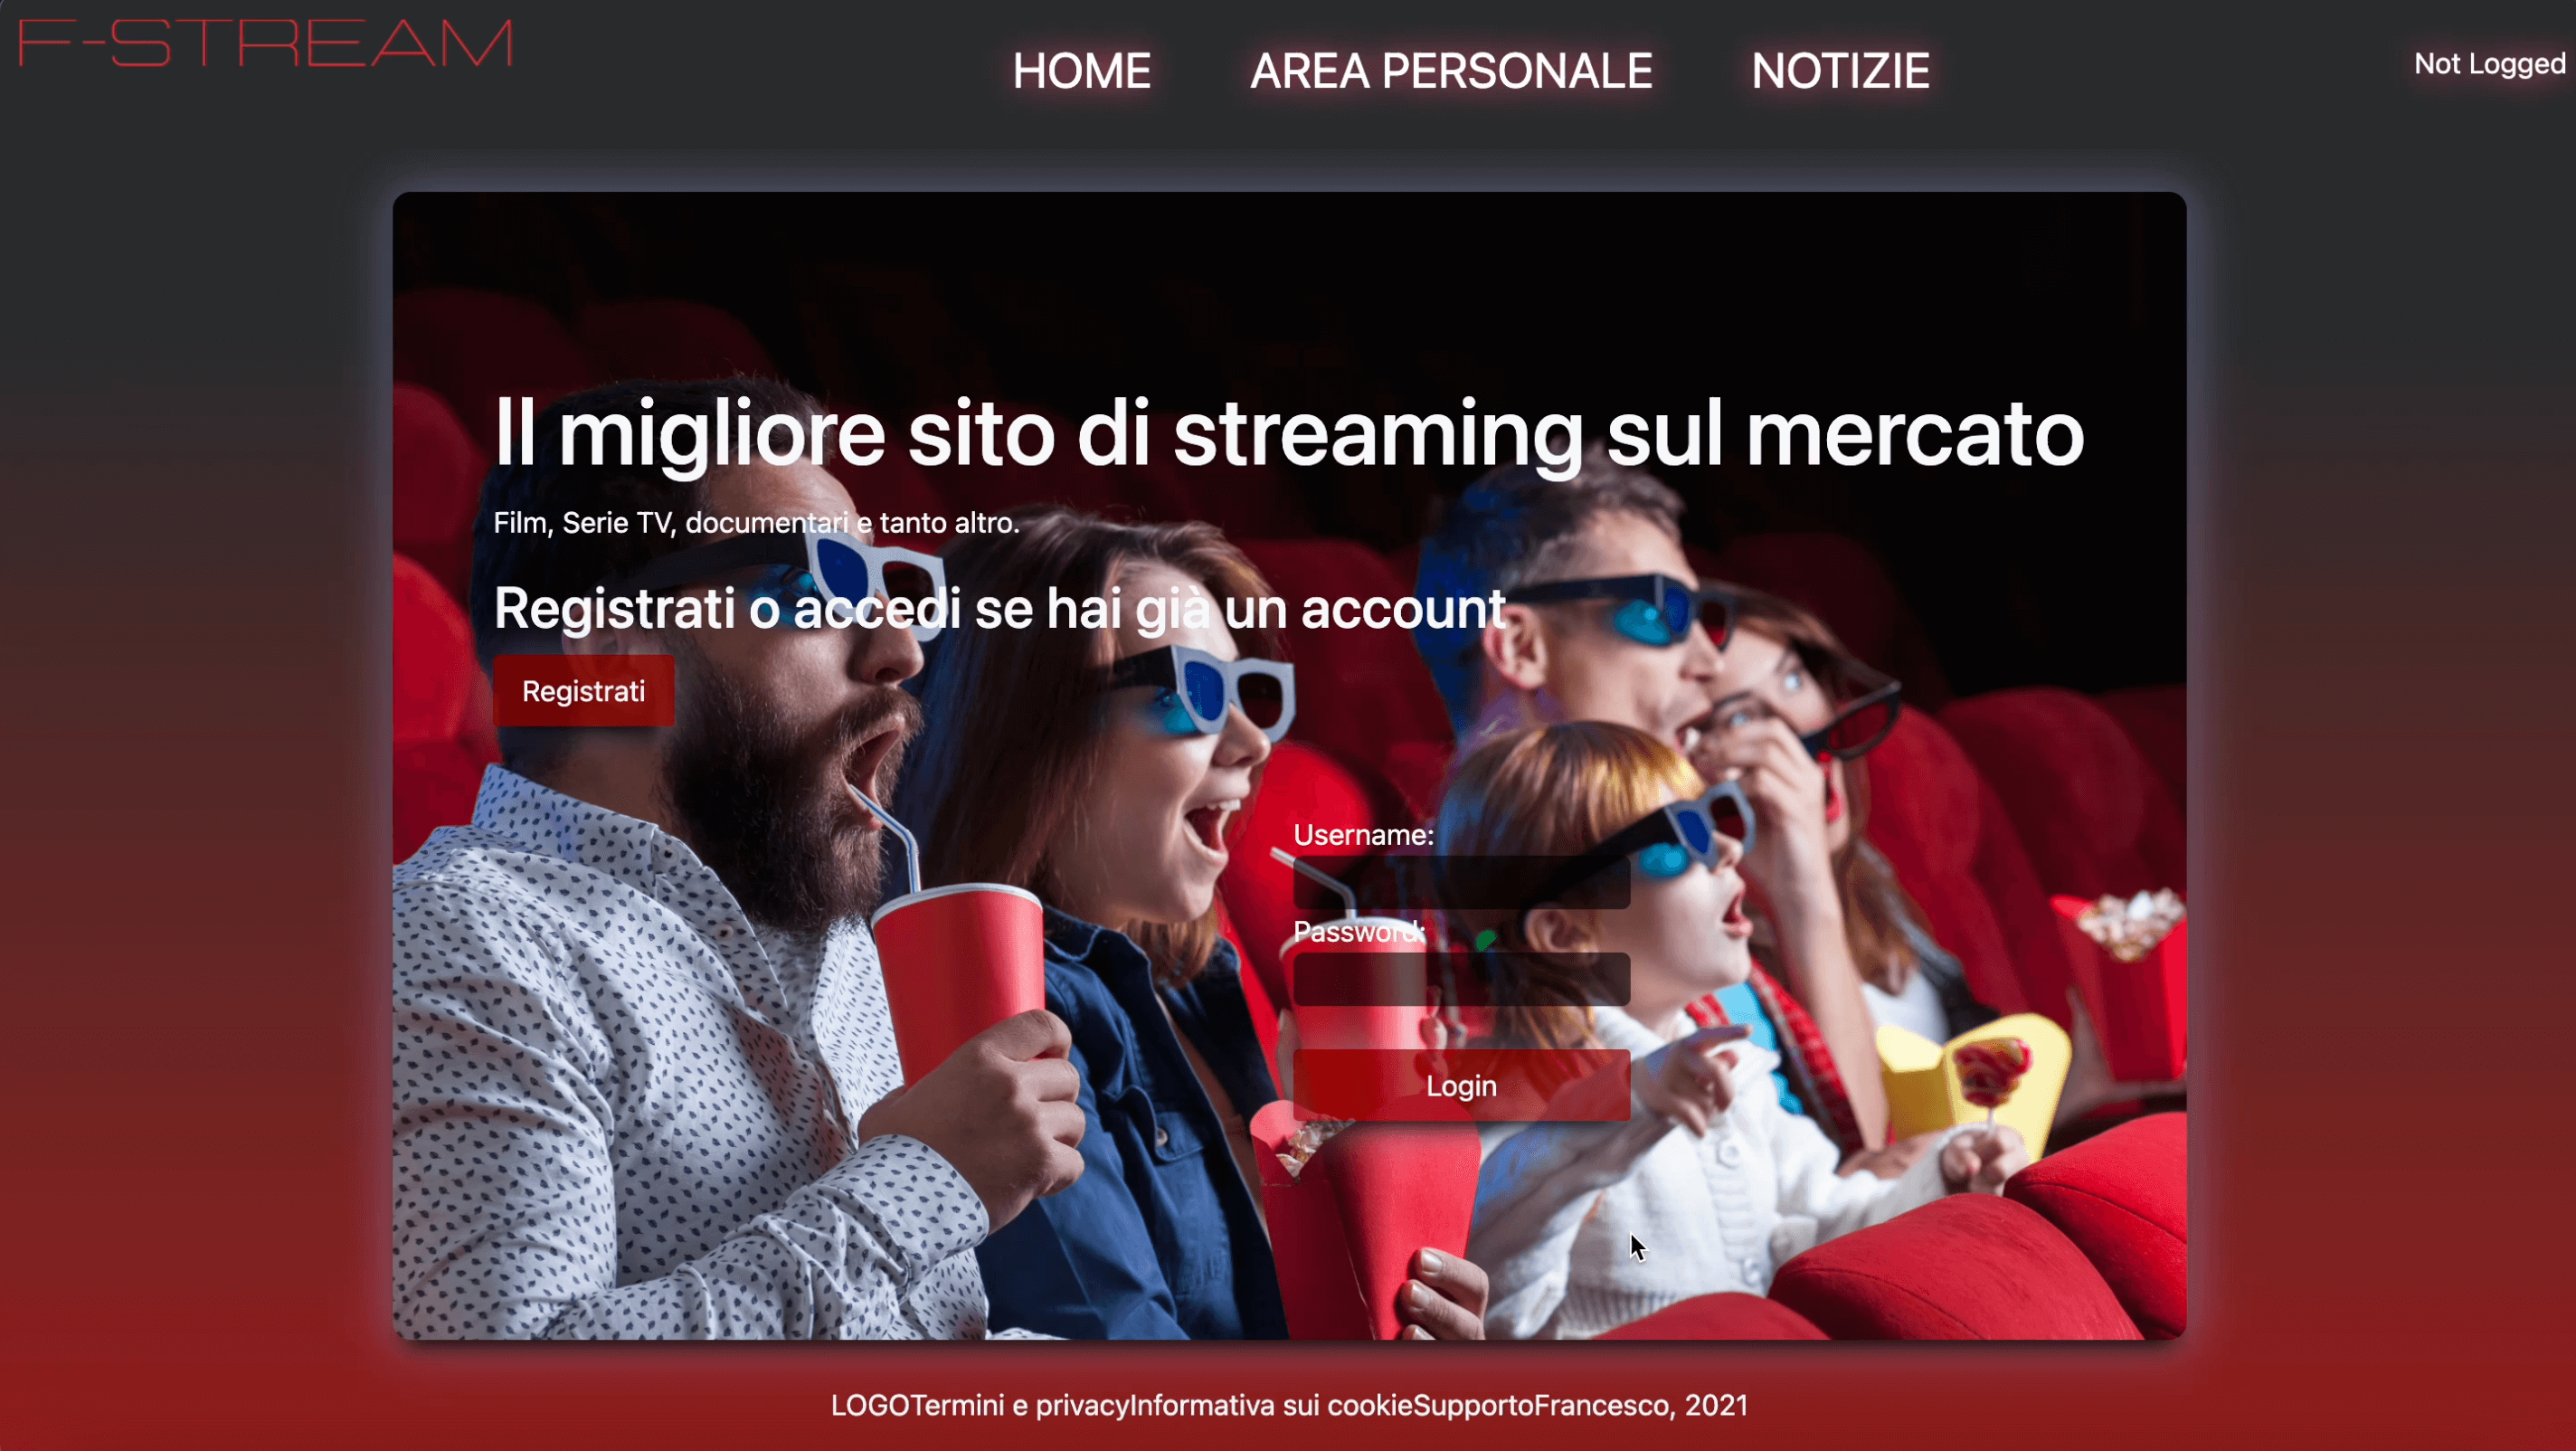 F-STREAM
HOME AREA PERSONALE NOTIZIE
Not Logged
Il migliore sito di streaming sul mercato
Film, Serie TV, documentari e tanto altro.
Registrati o accedi se hai già un account
Registrati
Username:
Password:
Login
LOGOTermini e privacyInformativa sui cookieSupportoFrancesco, 2021